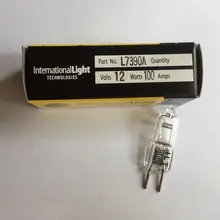 InternationalLight
TECHNOLOGIES
Part No. L7390A Quantity
Volts 12 Watts 100 Amps